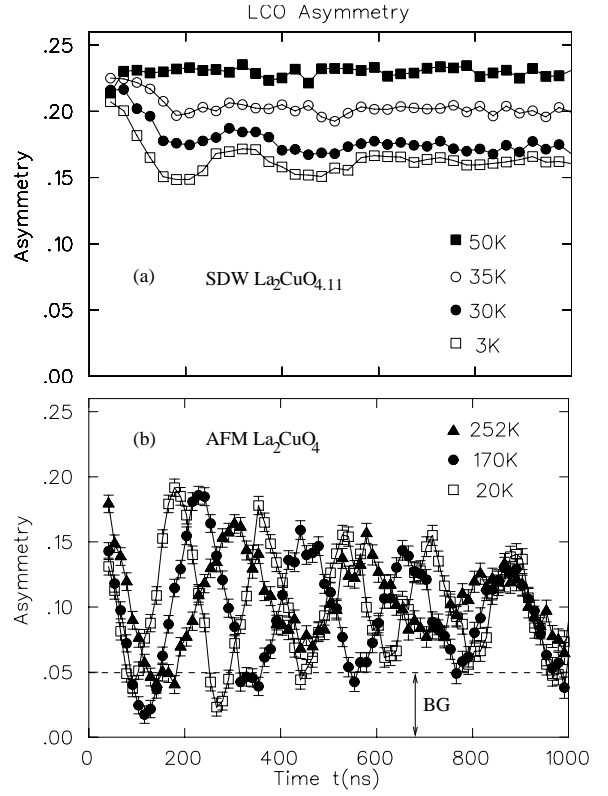 LCO Asymmetry
.25
.20
.15
.10
.05
.00
Asymmetry
(a) SDW La₂CuO₄.₁₁
50K
35K
30K
3K
.25
.20
.15
.10
.05
.00
Asymmetry
(b) AFM La₂CuO₄
252K
170K
20K
BG
0 200 400 600 800 1000
Time t(ns)